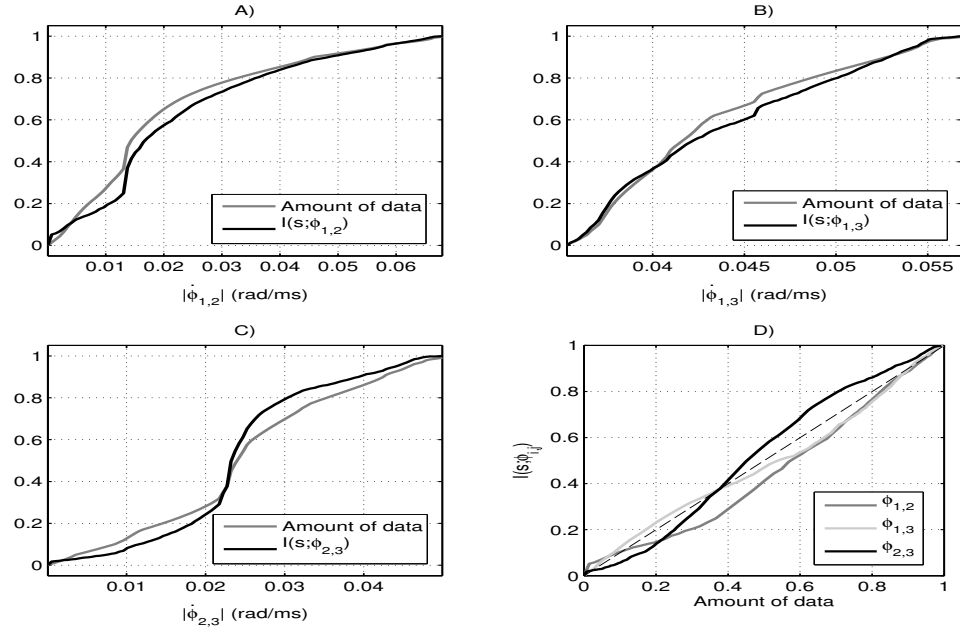 A)
1
0.8
0.6
0.4
0.2
0
Amount of data
I(s;ϕ1,2)
0.01 0.02 0.03 0.04 0.05 0.06
|ϕ̇1,2| (rad/ms)
B)
1
0.8
0.6
0.4
0.2
0
Amount of data
I(s;ϕ1,3)
0.04 0.045 0.05 0.055
|ϕ̇1,3| (rad/ms)
C)
1
0.8
0.6
0.4
0.2
0
Amount of data
I(s;ϕ2,3)
0.01 0.02 0.03 0.04
|ϕ̇2,3| (rad/ms)
D)
I(s;ϕi,j)
1
0.8
0.6
0.4
0.2
0
ϕ1,2
ϕ1,3
ϕ2,3
0 0.2 0.4 0.6 0.8 1
Amount of data